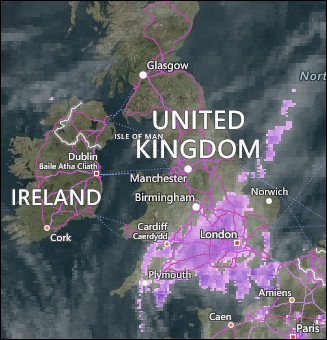 Glasgow
Nort
ISLE OF MAN
UNITED
KINGDOM
Dublin
Baile Átha Cliath
Manchester
IRELAND
Birmingham
Norwich
Cardiff
Caerdydd
Cork
London
Plymouth
Amiens
Caen
Paris